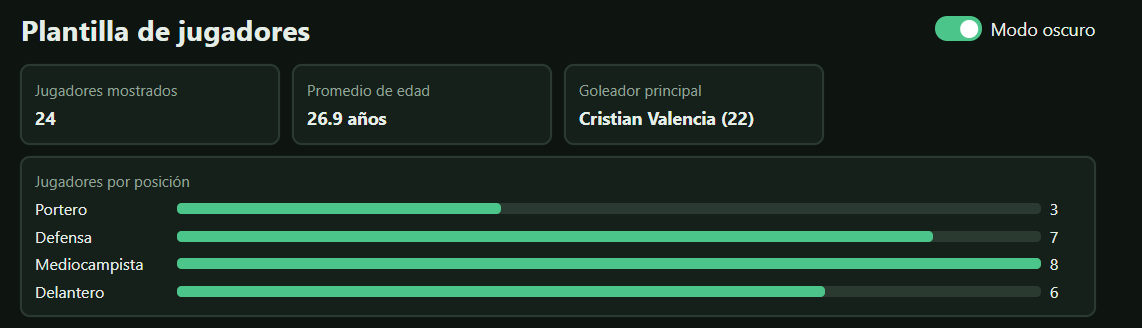 Plantilla de jugadores
Modo oscuro
Jugadores mostrados
24
Promedio de edad
26.9 años
Goleador principal
Cristian Valencia (22)
Jugadores por posición
Portero 3
Defensa 7
Mediocampista 8
Delantero 6